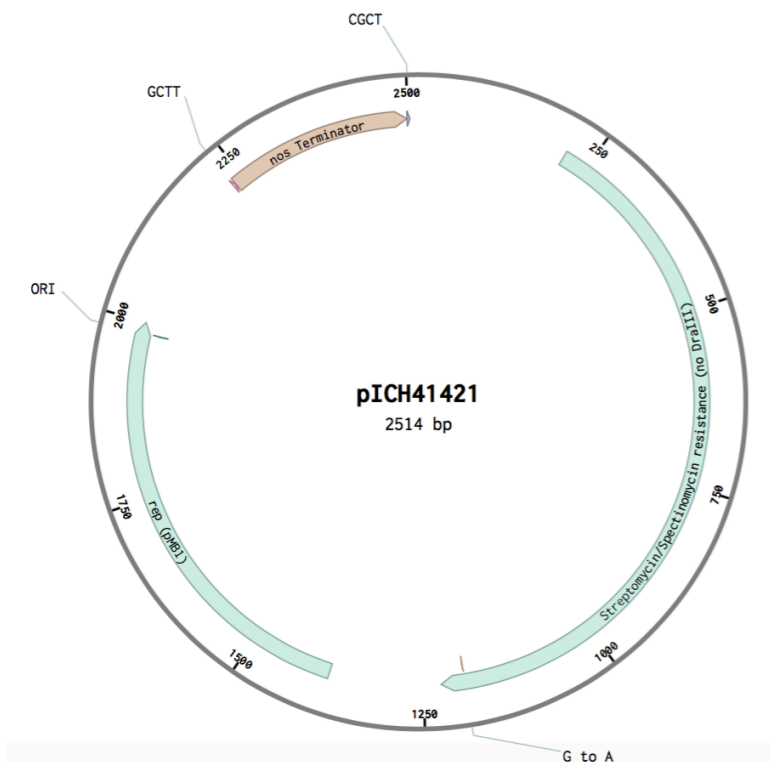 CGCT
2500
GCTT
nos Terminator
2250
250
ORI
2000
500
pICH41421
2514 bp
Streptomycin/Spectinomycin resistance (no DraIII)
750
1750
rep (pMB1)
1500
1000
1250
G to A